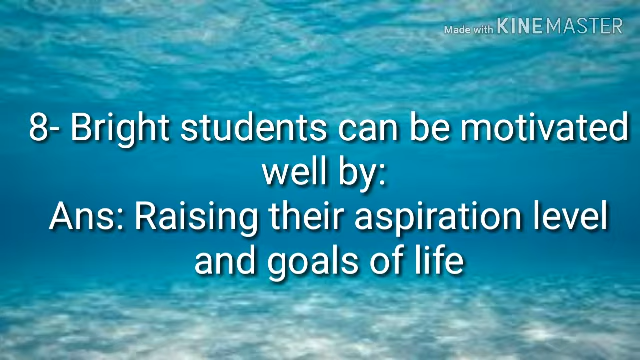 Made with KINEMASTER
8- Bright students can be motivated
well by:
Ans: Raising their aspiration level
and goals of life